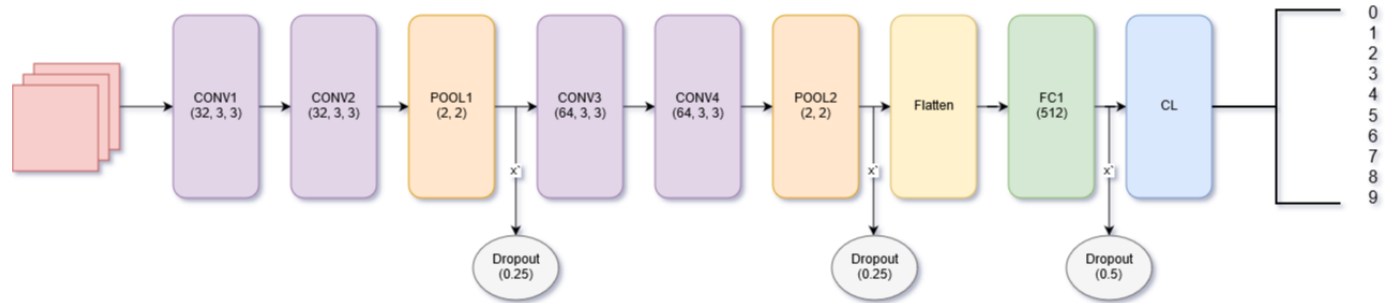 CONV1
(32, 3, 3)
CONV2
(32, 3, 3)
POOL1
(2, 2)
CONV3
(64, 3, 3)
CONV4
(64, 3, 3)
POOL2
(2, 2)
Flatten
FC1
(512)
CL
0
1
2
3
4
5
6
7
8
9
x*
x*
x*
Dropout
(0.25)
Dropout
(0.25)
Dropout
(0.5)